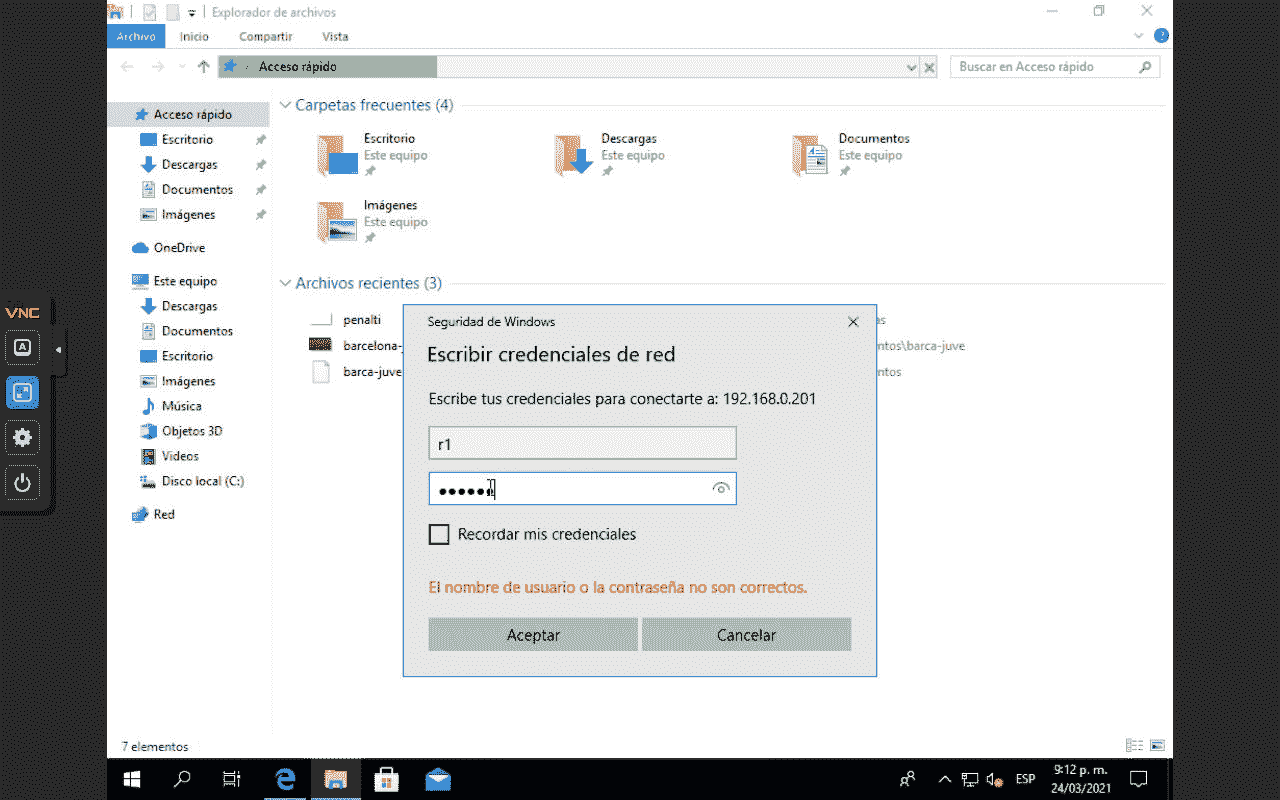 Explorador de archivos
Archivo Inicio Compartir Vista
Acceso rápido
Buscar en Acceso rápido
Acceso rápido
Escritorio
Descargas
Documentos
Imágenes
OneDrive
Este equipo
Descargas
Documentos
Escritorio
Imágenes
Música
Objetos 3D
Videos
Disco local (C:)
Red
Carpetas frecuentes (4)
Escritorio
Este equipo
Descargas
Este equipo
Documentos
Este equipo
Imágenes
Este equipo
Archivos recientes (3)
penalti
barcelona-
ntos\barca-juve
barca-juve
Seguridad de Windows
Escribir credenciales de red
Escribe tus credenciales para conectarte a: 192.168.0.201
r1
Recordar mis credenciales
El nombre de usuario o la contraseña no son correctos.
Aceptar Cancelar
VNC
A
7 elementos
ESP
9:12 p. m.
24/03/2021